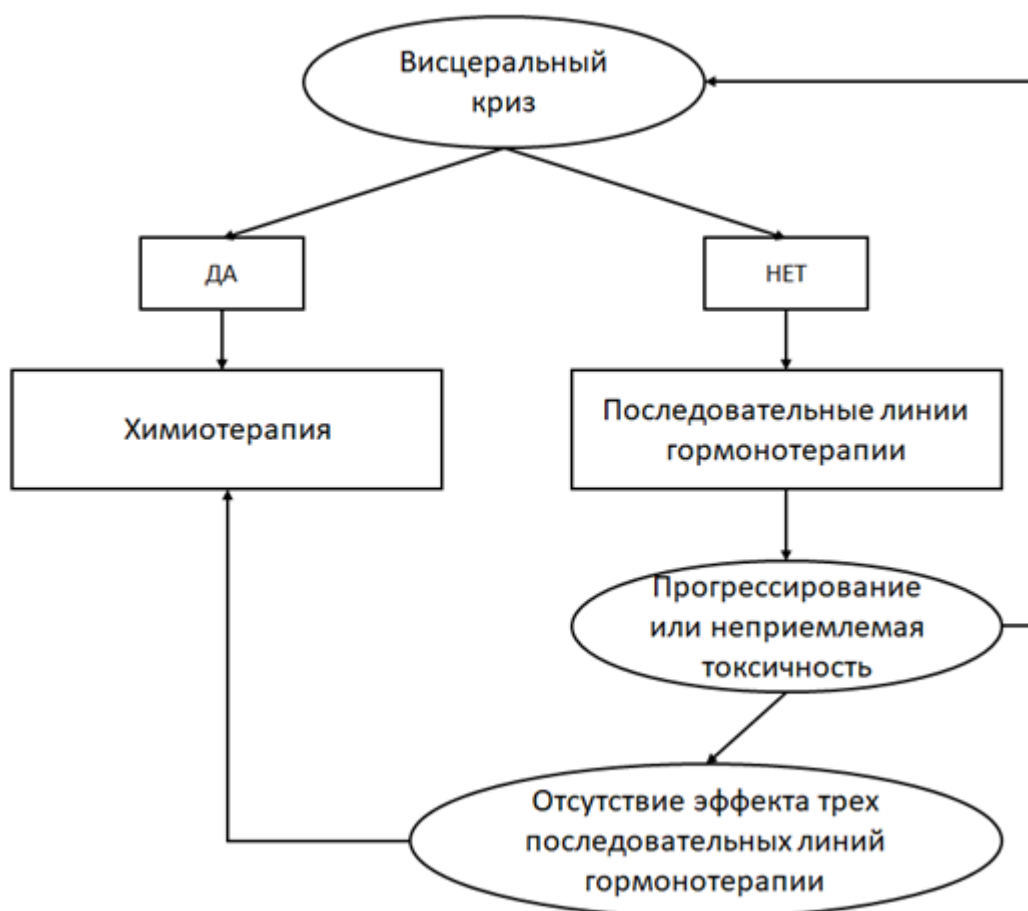 Висцеральный
криз
ДА
НЕТ
Химиотерапия
Последовательные линии
гормонотерапии
Прогрессирование
или неприемлемая
токсичность
Отсутствие эффекта трех
последовательных линий
гормонотерапии